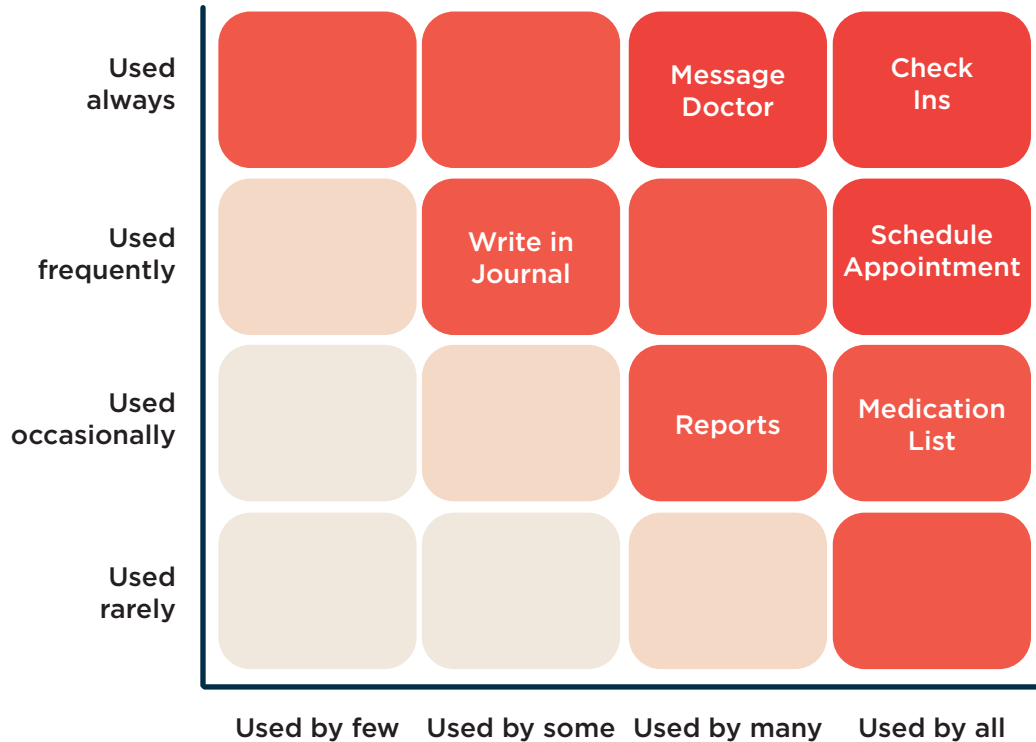 Used
always
Message
Doctor
Check
Ins
Used
frequently
Write in
Journal
Schedule
Appointment
Used
occasionally
Reports
Medication
List
Used
rarely
Used by few
Used by some
Used by many
Used by all